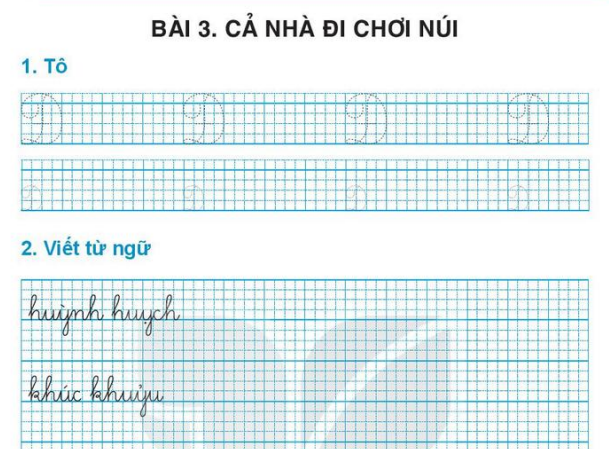 BÀI 3. CẢ NHÀ ĐI CHƠI NÚI
1. Tô
D D D D
D D D D
2. Viết từ ngữ
huỳnh huỵch
khúc khuỷu